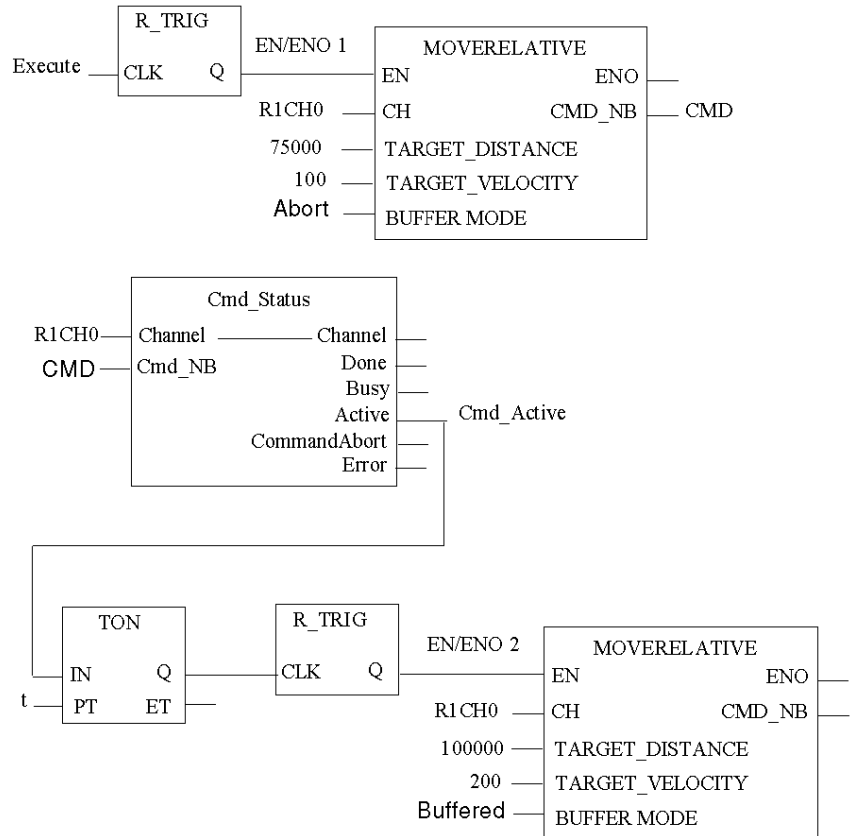 R_TRIG
EN/ENO 1
MOVERELATIVE
Execute
CLK Q
EN ENO
R1CH0 CH CMD_NB CMD
75000 TARGET_DISTANCE
100 TARGET_VELOCITY
Abort BUFFER MODE
Cmd_Status
R1CH0 Channel Channel
CMD Cmd_NB Done
Busy
Active Cmd_Active
CommandAbort
Error
TON
R_TRIG
EN/ENO 2
MOVERELATIVE
IN Q
CLK Q
EN ENO
t PT ET
R1CH0 CH CMD_NB
100000 TARGET_DISTANCE
200 TARGET_VELOCITY
Buffered BUFFER MODE